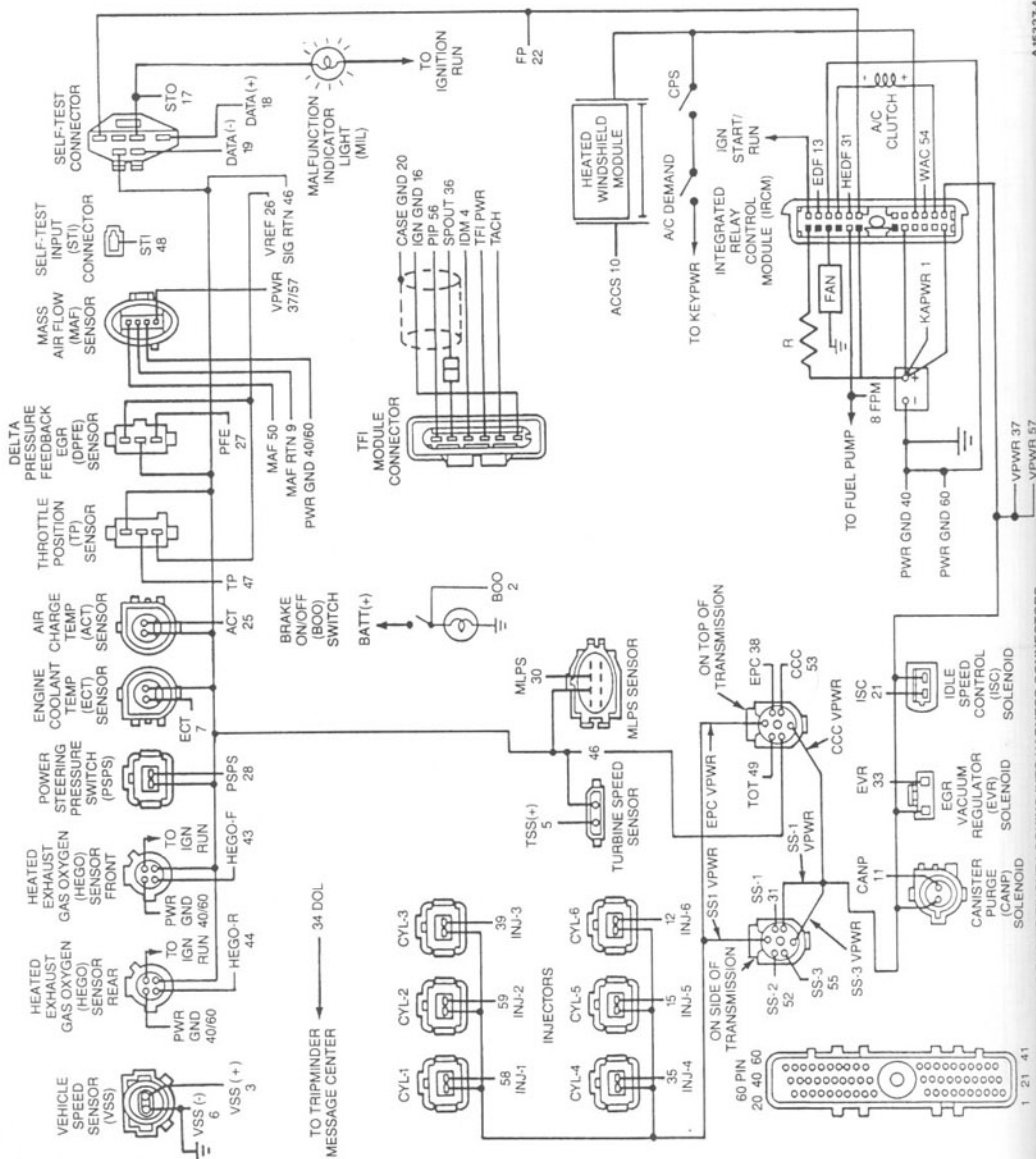 VEHICLE
SPEED
SENSOR
(VSS)
VSS (-)
6
VSS (+)
3
HEATED
EXHAUST
GAS OXYGEN
(HEGO)
SENSOR
REAR
PWR
GND
40/60
TO
IGN
RUN
HEGO-R
44
HEATED
EXHAUST
GAS OXYGEN
(HEGO)
SENSOR
FRONT
PWR
GND
40/60
TO
IGN
RUN
HEGO-F
43
POWER
STEERING
PRESSURE
SWITCH
(PSPS)
PSPS
28
ENGINE
COOLANT
TEMP
(ECT)
SENSOR
ECT
7
AIR
CHARGE
TEMP
(ACT)
SENSOR
ACT
25
THROTTLE
POSITION
(TP)
SENSOR
TP
47
DELTA
PRESSURE
FEEDBACK
EGR
(DPFE)
SENSOR
PFE
27
MASS
AIR FLOW
(MAF)
SENSOR
MAF 50
MAF RTN 9
PWR GND 40/60
VPWR
37/57
SELF-TEST
INPUT
(STI)
CONNECTOR
STI
48
VREF 26
SIG RTN 46
SELF-TEST
CONNECTOR
STO
17
DATA (-)
19
DATA (+)
18
MALFUNCTION
INDICATOR
LIGHT
(MIL)
TO
IGNITION
RUN
FP
22
TO TRIPMINDER
MESSAGE CENTER
34 DOL
BRAKE
ON/OFF
(BOO)
SWITCH
BATT(+)
BOO
2
TFI
MODULE
CONNECTOR
CASE GND 20
IGN GND 16
PIP 56
SPOUT 36
IDM 4
TFI PWR
TACH
HEATED
WINDSHIELD
MODULE
ACCS 10
CPS
A/C DEMAND
TO KEYPWR
INTEGRATED
RELAY
CONTROL
MODULE (IRCM)
IGN
START/
RUN
EDF 13
HEDF 31
A/C
CLUTCH
- +
WAC 54
R
FAN
KAPWR 1
TO FUEL PUMP
8 FPM
- +
PWR GND 40
PWR GND 60
VPWR 37
VPWR 57
CYL-1
58
INJ-1
CYL-2
59
INJ-2
CYL-3
39
INJ-3
INJECTORS
CYL-4
35
INJ-4
CYL-5
15
INJ-5
CYL-6
12
INJ-6
TSS(+)
5
TURBINE SPEED
SENSOR
46
MLPS
30
MLPS SENSOR
ON SIDE OF
TRANSMISSION
SS1 VPWR
SS-1
31
SS-1
VPWR
SS-2
52
SS-3
55
SS-3 VPWR
EPC VPWR
TOT 49
ON TOP OF
TRANSMISSION
EPC 38
CCC
53
CCC VPWR
60 PIN
20 40 60
1 21 41
CANP
11
CANISTER
PURGE
(CANP)
SOLENOID
EVR
33
EGR
VACUUM
REGULATOR
(EVR)
SOLENOID
ISC
21
IDLE
SPEED
CONTROL
(ISC)
SOLENOID